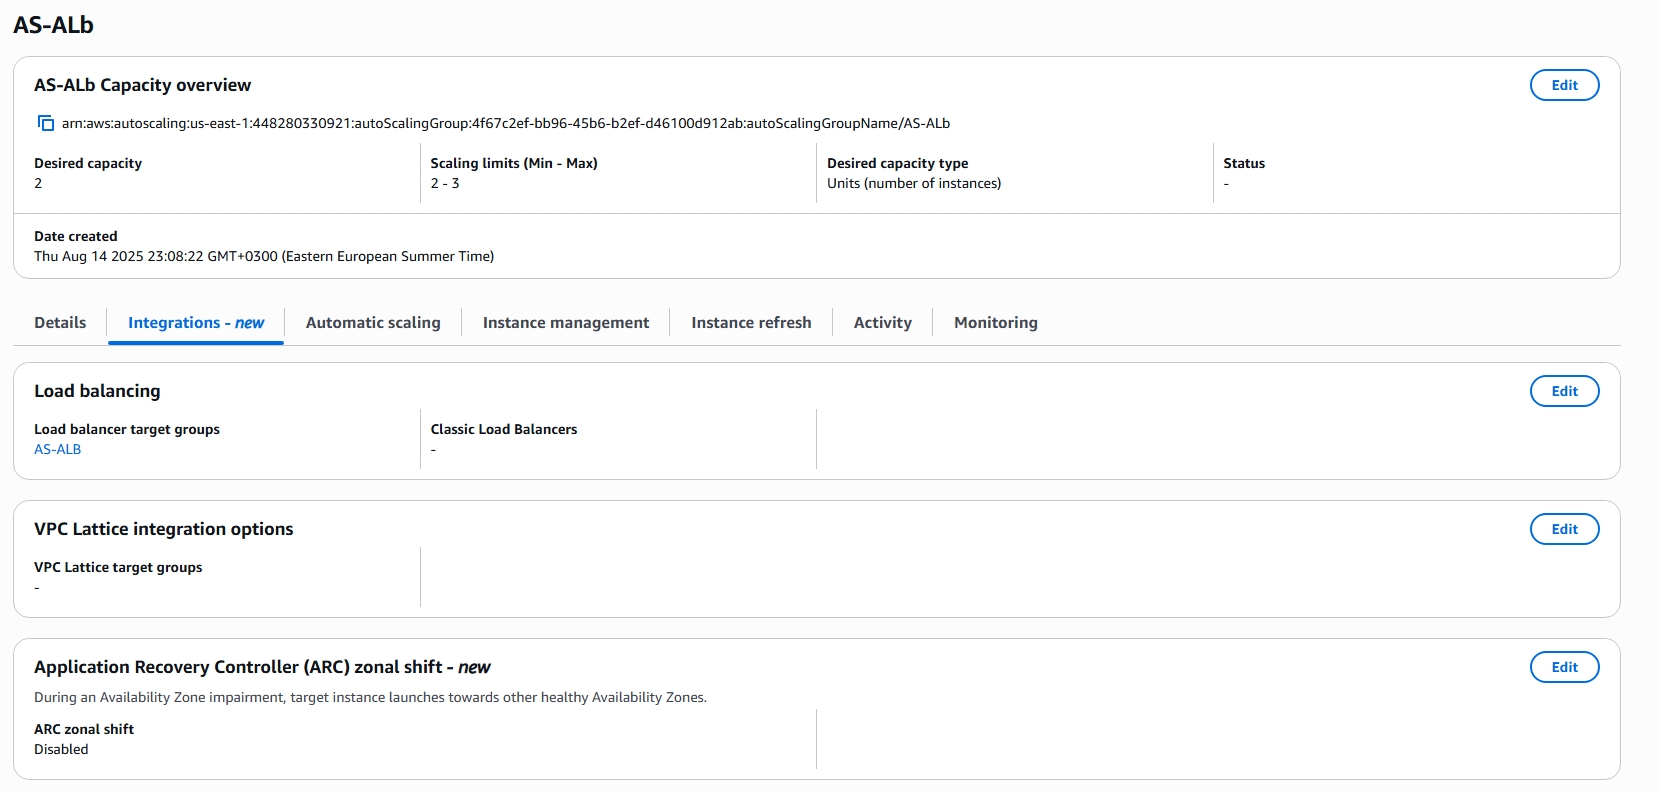 AS-ALb
AS-ALb Capacity overview
Edit
arn:aws:autoscaling:us-east-1:448280330921:autoScalingGroup:4f67c2ef-bb96-45b6-b2ef-d46100d912ab:autoScalingGroupName/AS-ALb
Desired capacity
2
Scaling limits (Min - Max)
2 - 3
Desired capacity type
Units (number of instances)
Status
-
Date created
Thu Aug 14 2025 23:08:22 GMT+0300 (Eastern European Summer Time)
Details
Integrations - new
Automatic scaling
Instance management
Instance refresh
Activity
Monitoring
Load balancing
Edit
Load balancer target groups
AS-ALB
Classic Load Balancers
-
VPC Lattice integration options
Edit
VPC Lattice target groups
-
Application Recovery Controller (ARC) zonal shift - new
Edit
During an Availability Zone impairment, target instance launches towards other healthy Availability Zones.
ARC zonal shift
Disabled